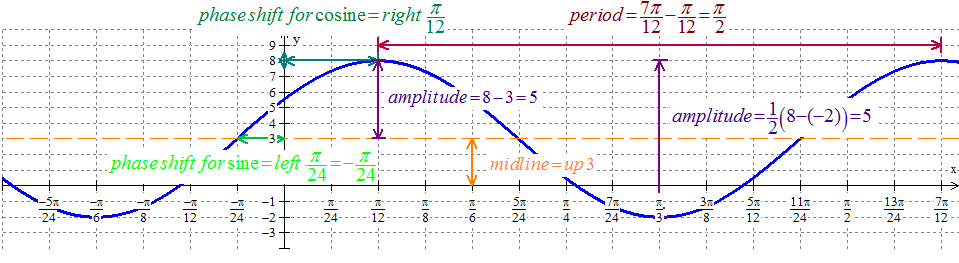 phase shift for cosine = right π/12
period = 7π/12 − π/12 = π/2
y
9
8
7
6
5
4
3
−1
−2
−3
amplitude = 8 − 3 = 5
amplitude = 1/2 (8 − (−2)) = 5
phase shift for sine = left π/24 = − π/24
midline = up 3
x
−5π/24 −π/6 −π/8 −π/12 −π/24 π/24 π/12 π/8 π/6 5π/24 π/4 7π/24 π/3 3π/8 5π/12 11π/24 π/2 13π/24 7π/12